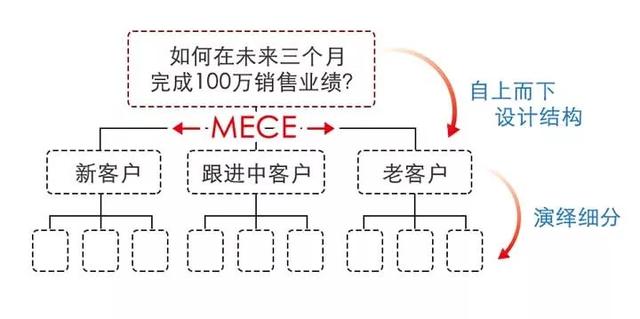 如何在未来三个月
完成100万销售业绩?
自上而下
设计结构
MECE
新客户
跟进中客户
老客户
演绎细分